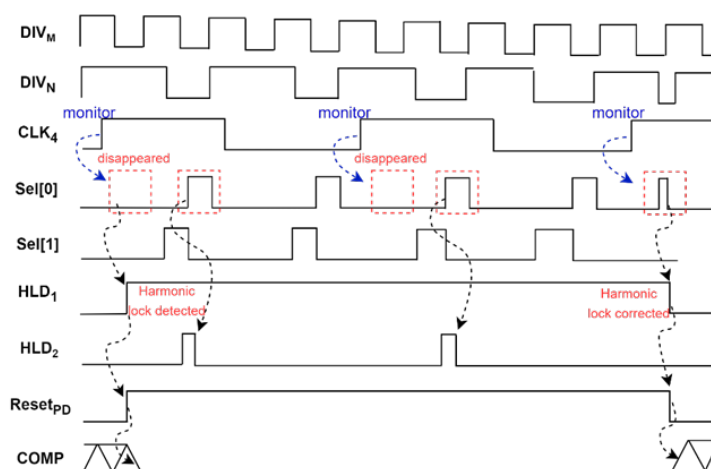 DIVM
DIVN
monitor
monitor
monitor
CLK4
disappeared
disappeared
Sel[0]
Sel[1]
HLD1
Harmonic
lock detected
Harmonic
lock corrected
HLD2
ResetPD
COMP